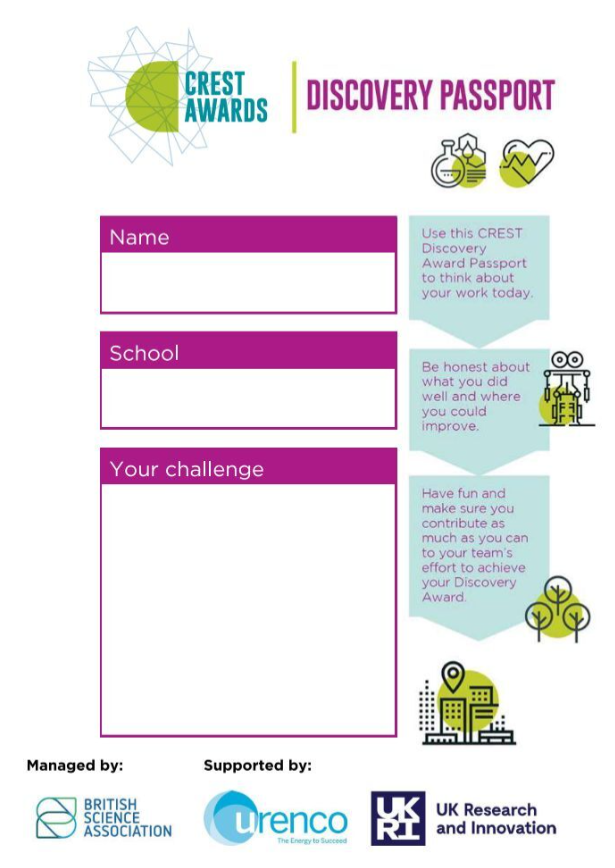 CREST
AWARDS
DISCOVERY PASSPORT
Name
School
Your challenge
Use this CREST
Discovery
Award Passport
to think about
your work today.
Be honest about
what you did
well and where
you could
improve.
Have fun and
make sure you
contribute as
much as you can
to your team's
effort to achieve
your Discovery
Award.
Managed by:
Supported by:
BRITISH
SCIENCE
ASSOCIATION
urenco
The Energy to Succeed
UK
RI
UK Research
and Innovation